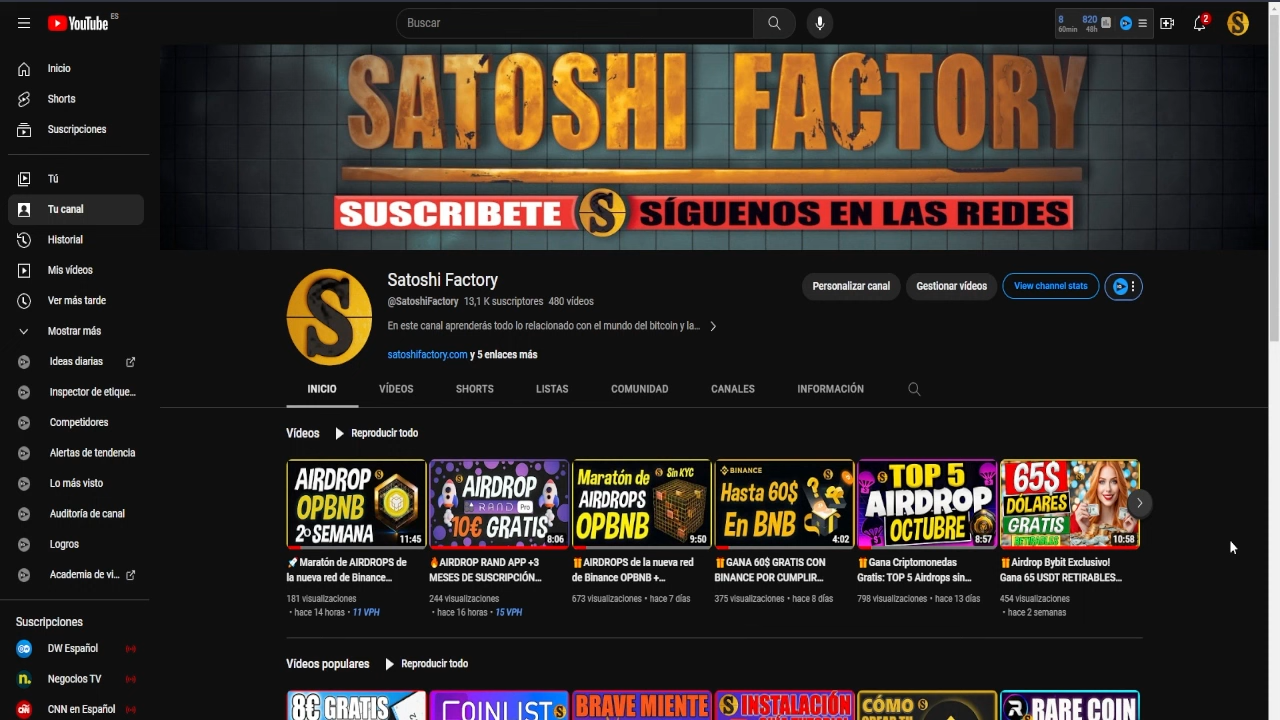 YouTube ES
Buscar
8 820
60min 48h
2
Inicio
Shorts
Suscripciones
Tú
Tu canal
Historial
Mis vídeos
Ver más tarde
Mostrar más
Ideas diarias
Inspector de etique...
Competidores
Alertas de tendencia
Lo más visto
Auditoría de canal
Logros
Academia de vi...
Suscripciones
DW Español
Negocios TV
CNN en Español
SATOSHI FACTORY
SUSCRIBETE S SÍGUENOS EN LAS REDES
S
Satoshi Factory
@SatoshiFactory 13,1 K suscriptores 480 vídeos
En este canal aprenderás todo lo relacionado con el mundo del bitcoin y la...
satoshifactory.com y 5 enlaces más
Personalizar canal
Gestionar vídeos
View channel stats
INICIO VÍDEOS SHORTS LISTAS COMUNIDAD CANALES INFORMACIÓN
Vídeos Reproducir todo
AIRDROP
OPBNB
2º SEMANA
11:45
AIRDROP
RAND Pro
10€ GRATIS
8:06
Maratón de Sin KYC
AIRDROPS
OPBNB
9:50
BINANCE
Hasta 60$
En BNB
4:02
TOP 5
AIRDROP
OCTUBRE
8:57
65$
DÓLARES
GRATIS
RETIRABLES
10:58
Maratón de AIRDROPS de
la nueva red de Binance...
181 visualizaciones
• hace 14 horas • 11 VPH
AIRDROP RAND APP +3
MESES DE SUSCRIPCIÓN...
244 visualizaciones
• hace 16 horas • 15 VPH
AIRDROPS de la nueva red
de Binance OPBNB +...
673 visualizaciones • hace 7 días
GANA 60$ GRATIS CON
BINANCE POR CUMPLIR...
375 visualizaciones • hace 8 días
Gana Criptomonedas
Gratis: TOP 5 Airdrops sin...
798 visualizaciones • hace 13 días
Airdrop Bybit Exclusivo!
Gana 65 USDT RETIRABLES...
454 visualizaciones
• hace 2 semanas
Vídeos populares Reproducir todo
8€ GRATIS
COINLIST
BRAVE MIENTE
INSTALACIÓN
CÓMO
RARE COIN